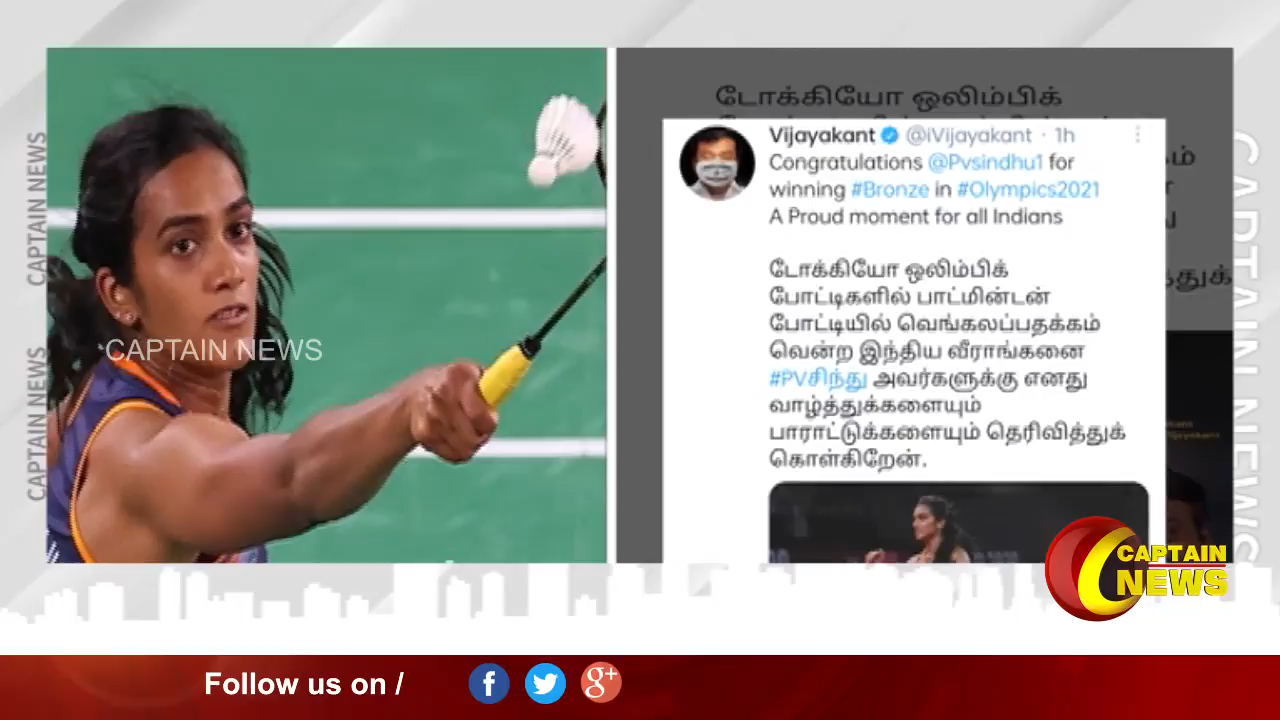 CAPTAIN NEWS
CAPTAIN NEWS
CAPTAIN NEWS
டோக்கியோ ஒலிம்பிக்
Vijayakant @iVijayakant · 1h
Congratulations @Pvsindhu1 for
winning #Bronze in #Olympics2021
A Proud moment for all Indians
டோக்கியோ ஒலிம்பிக்
போட்டிகளில் பாட்மின்டன்
போட்டியில் வெங்கலப்பதக்கம்
வென்ற இந்திய வீராங்கனை
#PVசிந்து அவர்களுக்கு எனது
வாழ்த்துக்களையும்
பாராட்டுக்களையும் தெரிவித்துக்
கொள்கிறேன்.
CAPTAIN NEWS
CAPTAIN
NEWS
Follow us on /
f
g+